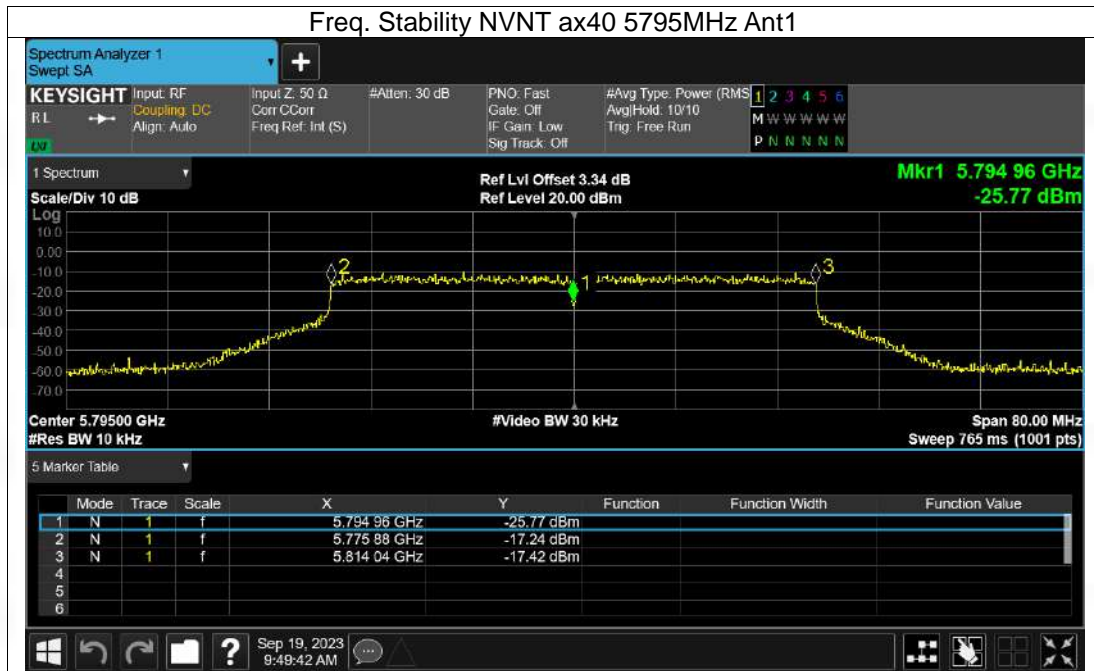 Freq. Stability NVNT ax40 5795MHz Ant1
Spectrum Analyzer 1
Swept SA
KEYSIGHT
R L
LXI
Input: RF
Coupling: DC
Align: Auto
Input Z: 50 Ω
Corr CCorr
Freq Ref: Int (S)
#Atten: 30 dB
PNO: Fast
Gate: Off
IF Gain: Low
Sig Track: Off
#Avg Type: Power (RMS
Avg|Hold: 10/10
Trig: Free Run
1 2 3 4 5 6
M W W W W W
P N N N N N
1 Spectrum
Scale/Div 10 dB
Ref Lvl Offset 3.34 dB
Ref Level 20.00 dBm
Mkr1 5.794 96 GHz
-25.77 dBm
Log
10.0
0.00
-10.0
-20.0
-30.0
-40.0
-50.0
-60.0
-70.0
2
1
3
Center 5.79500 GHz
#Video BW 30 kHz
Span 80.00 MHz
#Res BW 10 kHz
Sweep 765 ms (1001 pts)
5 Marker Table
Mode Trace Scale X Y Function Function Width Function Value
1 N 1 f 5.794 96 GHz -25.77 dBm
2 N 1 f 5.775 88 GHz -17.24 dBm
3 N 1 f 5.814 04 GHz -17.42 dBm
4
5
6
?
Sep 19, 2023
9:49:42 AM